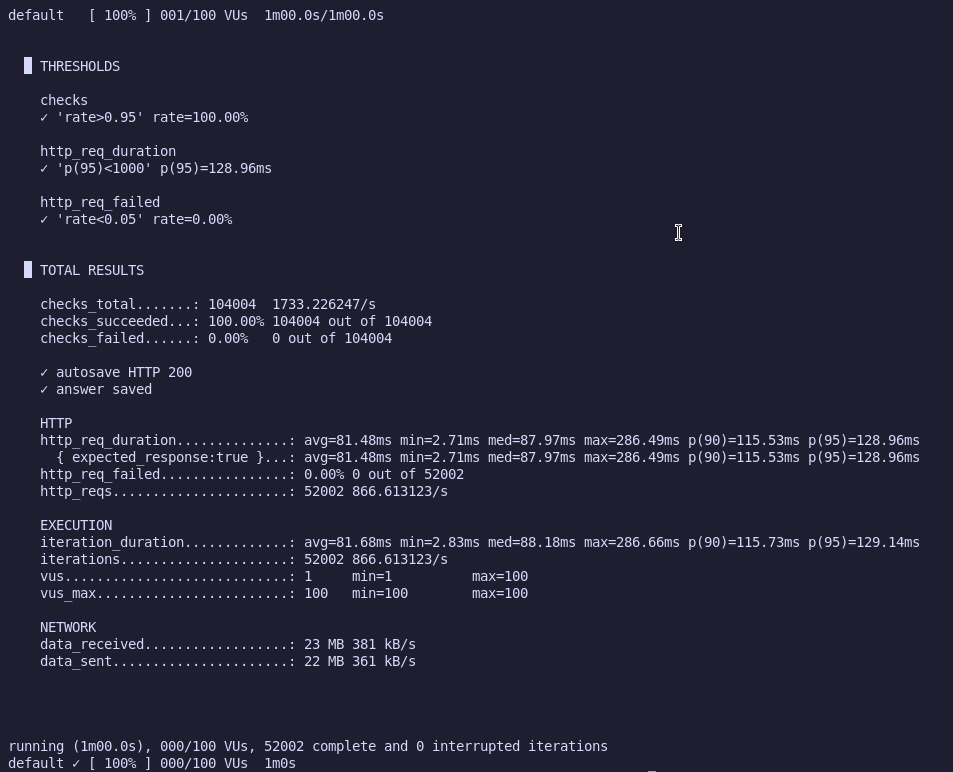 default   [ 100% ] 001/100 VUs  1m00.0s/1m00.0s
█ THRESHOLDS
checks
✓ 'rate>0.95' rate=100.00%
http_req_duration
✓ 'p(95)<1000' p(95)=128.96ms
http_req_failed
✓ 'rate<0.05' rate=0.00%
█ TOTAL RESULTS
checks_total.......: 104004  1733.226247/s
checks_succeeded...: 100.00% 104004 out of 104004
checks_failed......: 0.00%   0 out of 104004
✓ autosave HTTP 200
✓ answer saved
HTTP
http_req_duration..............: avg=81.48ms min=2.71ms med=87.97ms max=286.49ms p(90)=115.53ms p(95)=128.96ms
{ expected_response:true }...: avg=81.48ms min=2.71ms med=87.97ms max=286.49ms p(90)=115.53ms p(95)=128.96ms
http_req_failed................: 0.00% 0 out of 52002
http_reqs......................: 52002 866.613123/s
EXECUTION
iteration_duration.............: avg=81.68ms min=2.83ms med=88.18ms max=286.66ms p(90)=115.73ms p(95)=129.14ms
iterations.....................: 52002 866.613123/s
vus............................: 1     min=1          max=100
vus_max........................: 100   min=100        max=100
NETWORK
data_received..................: 23 MB 381 kB/s
data_sent......................: 22 MB 361 kB/s
running (1m00.0s), 000/100 VUs, 52002 complete and 0 interrupted iterations
default ✓ [ 100% ] 000/100 VUs  1m0s